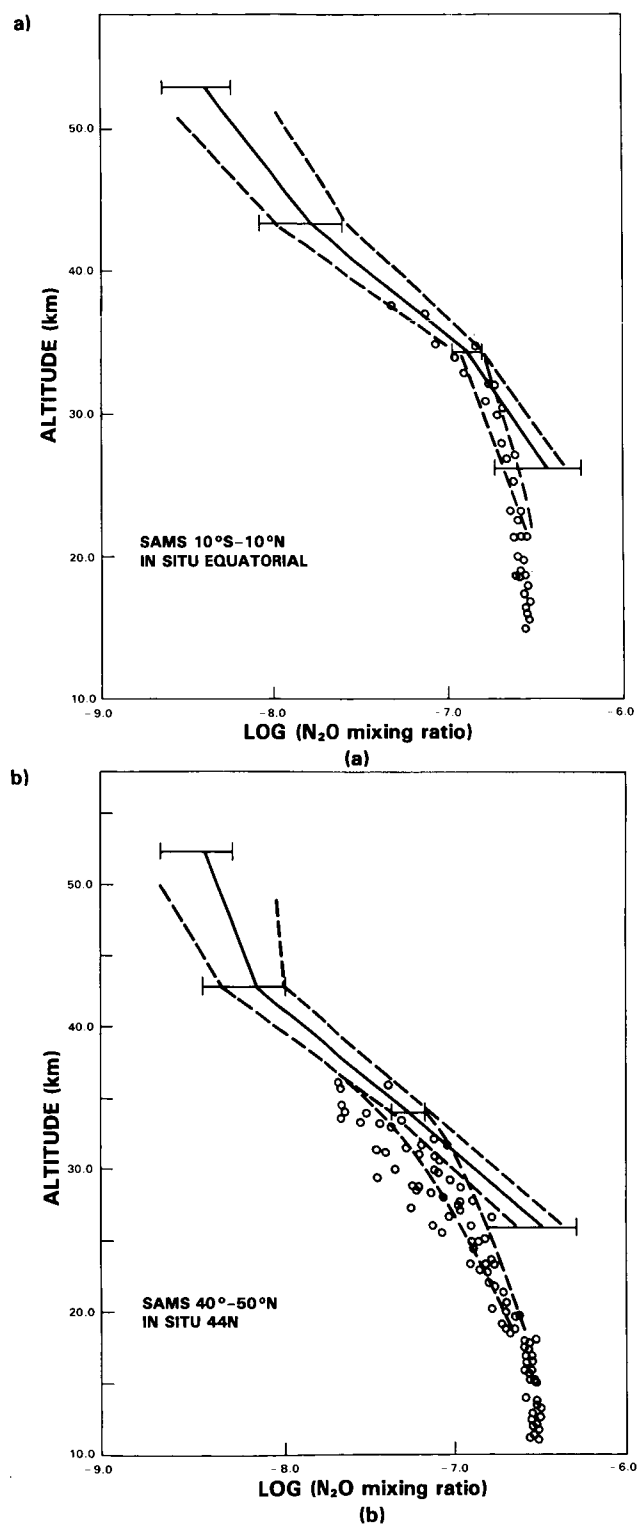 a)
50.0
40.0
30.0
20.0
10.0
ALTITUDE (km)
SAMS 10°S–10°N
IN SITU EQUATORIAL
-9.0
-8.0
-7.0
-6.0
LOG (N₂O mixing ratio)
(a)
b)
50.0
40.0
30.0
20.0
10.0
ALTITUDE (km)
SAMS 40°–50°N
IN SITU 44N
-9.0
-8.0
-7.0
-6.0
LOG (N₂O mixing ratio)
(b)